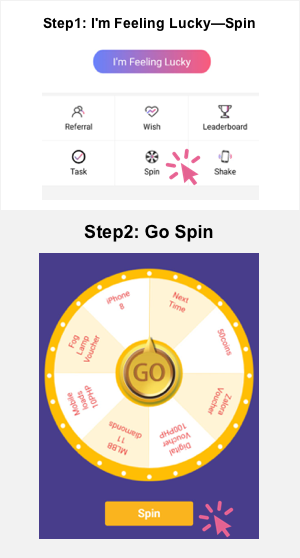 Step1: I'm Feeling Lucky—Spin
I'm Feeling Lucky
Referral
Wish
Leaderboard
Task
Spin
Shake
Step2: Go Spin
iPhone
8
Next
Time
50coins
Zalora
Voucher
Digital
Voucher
100PHP
MLBB
11
diamonds
Mobile
loads
10PHP
Fog
Lamp
Voucher
GO
Spin